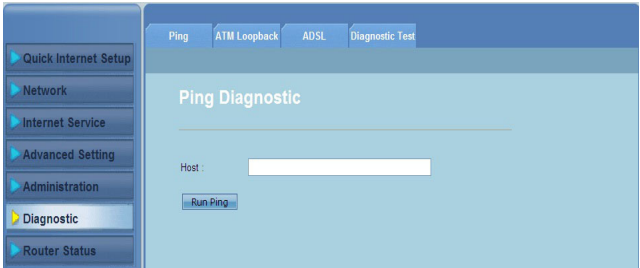 Ping
ATM Loopback
ADSL
Diagnostic Test
Quick Internet Setup
Network
Internet Service
Advanced Setting
Administration
Diagnostic
Router Status
Ping Diagnostic
Host :
Run Ping